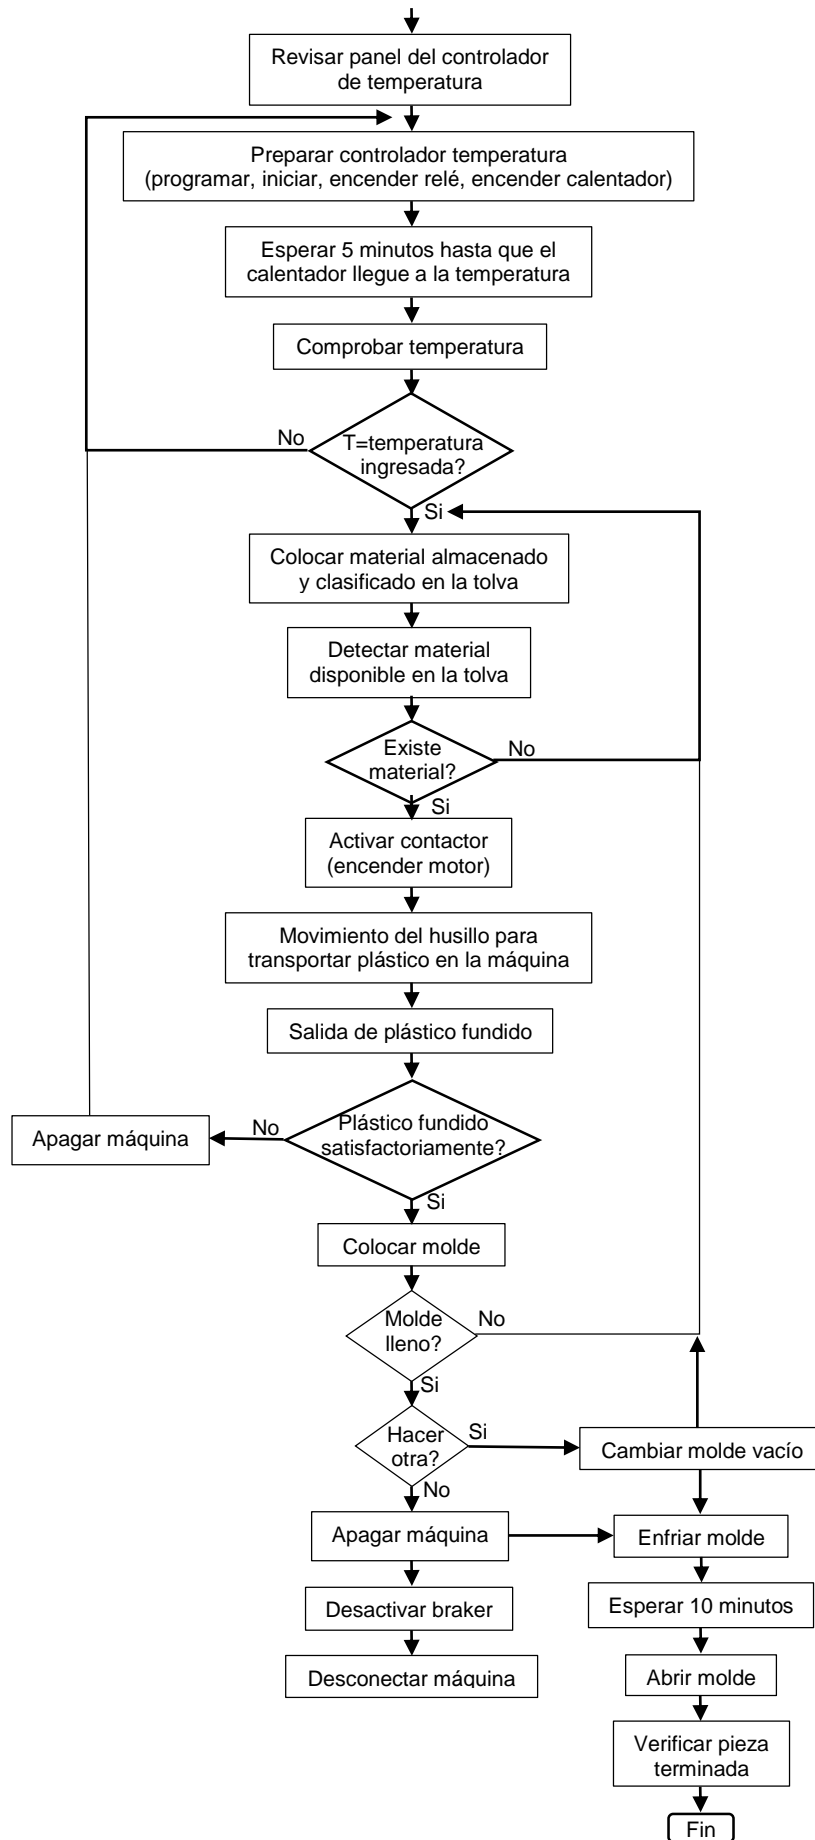 Revisar panel del controlador
de temperatura
Preparar controlador temperatura
(programar, iniciar, encender relé, encender calentador)
Esperar 5 minutos hasta que el
calentador llegue a la temperatura
Comprobar temperatura
No
T=temperatura
ingresada?
Si
Colocar material almacenado
y clasificado en la tolva
Detectar material
disponible en la tolva
Existe
material?
No
Si
Activar contactor
(encender motor)
Movimiento del husillo para
transportar plástico en la máquina
Salida de plástico fundido
Plástico fundido
satisfactoriamente?
No
Apagar máquina
Si
Colocar molde
Molde
lleno?
No
Si
Hacer
otra?
Si
Cambiar molde vacío
No
Apagar máquina
Enfriar molde
Desactivar braker
Esperar 10 minutos
Desconectar máquina
Abrir molde
Verificar pieza
terminada
Fin